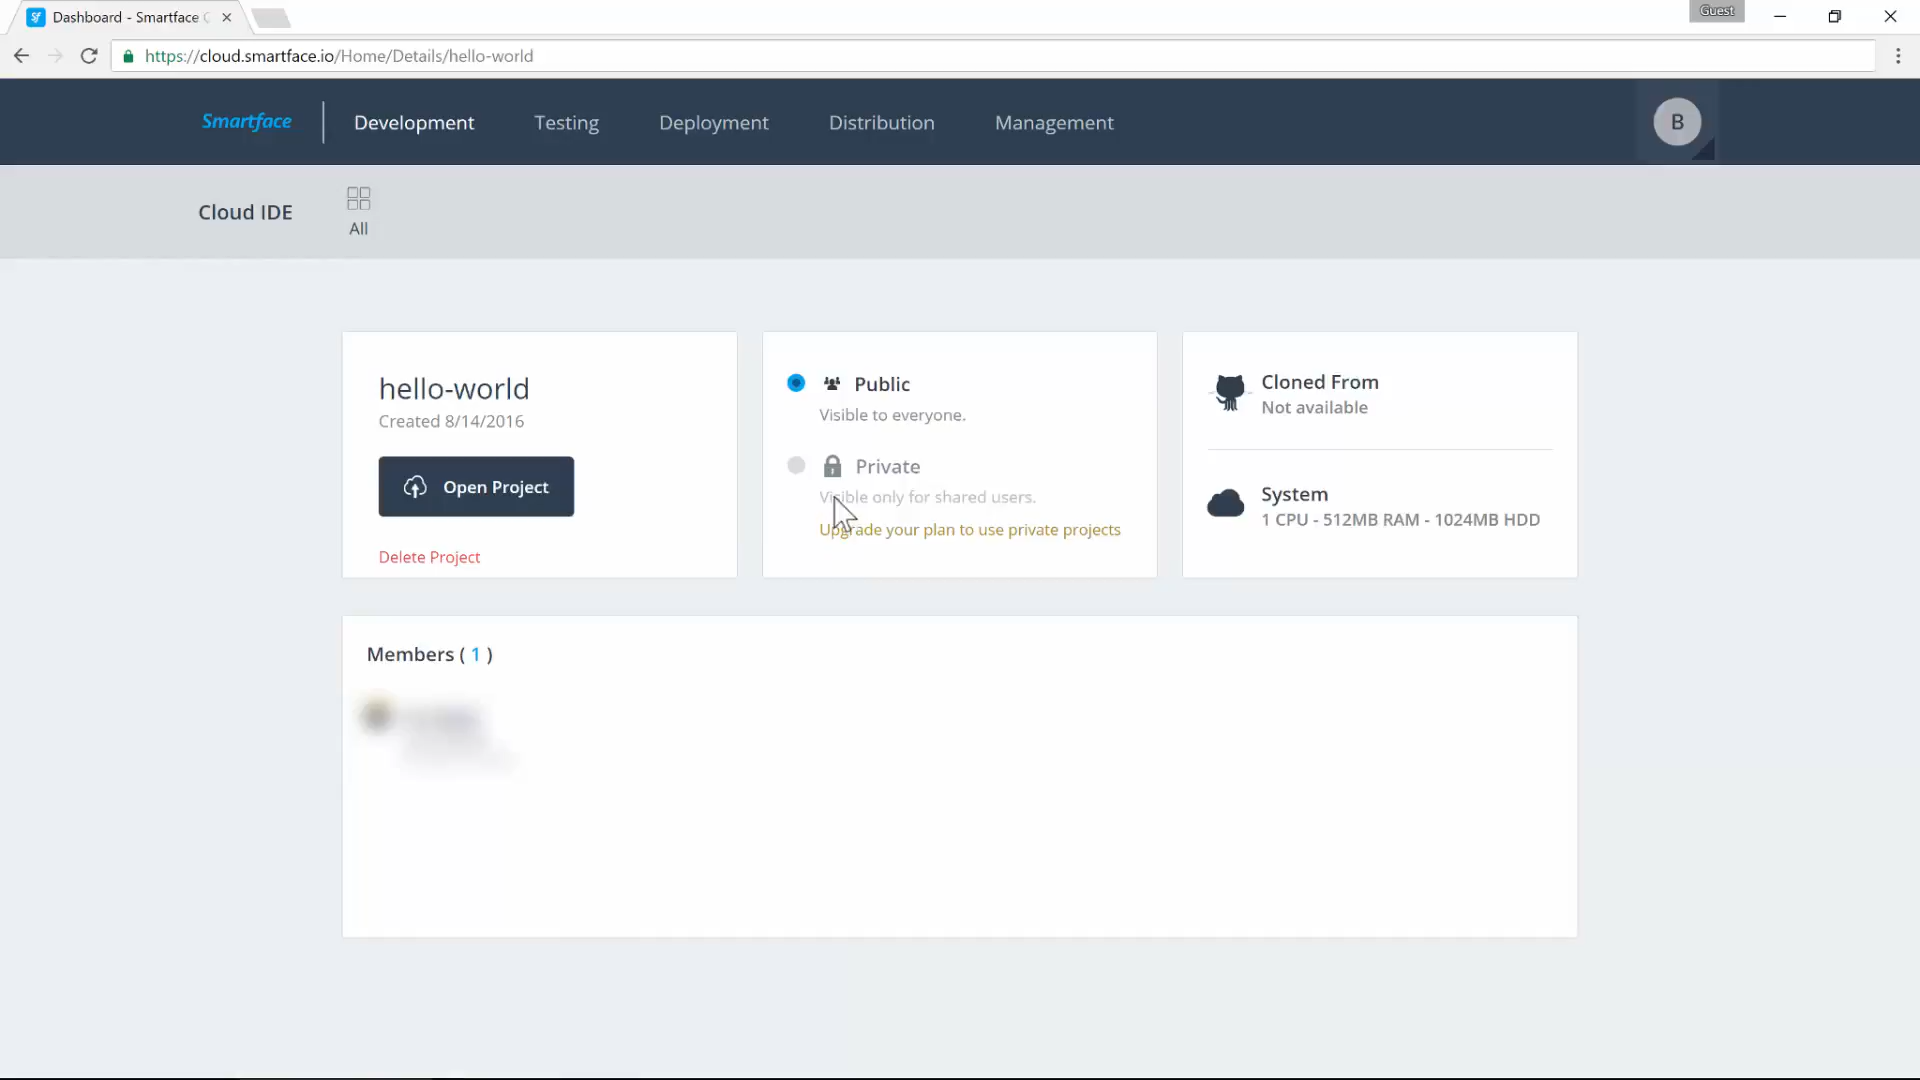 Dashboard - Smartface
Guest
https://cloud.smartface.io/Home/Details/hello-world
Smartface
Development
Testing
Deployment
Distribution
Management
B
Cloud IDE
All
hello-world
Created 8/14/2016
Open Project
Delete Project
Public
Visible to everyone.
Private
Visible only for shared users.
Upgrade your plan to use private projects
Cloned From
Not available
System
1 CPU - 512MB RAM - 1024MB HDD
Members ( 1 )